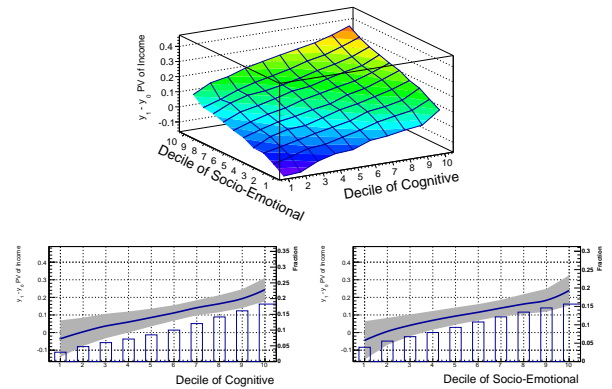 y₁ - y₀ PV of Income
0.4
0.3
0.2
0.1
0
-0.1
10 9 8 7 6 5 4 3 2 1
Decile of Socio-Emotional
1 2 3 4 5 6 7 8 9 10
Decile of Cognitive
y₁ - y₀ PV of Income
0.4
0.3
0.2
0.1
0
-0.1
1 2 3 4 5 6 7 8 9 10
Fraction
0.35
0.3
0.25
0.2
0.15
0.1
0.05
0
Decile of Cognitive
y₁ - y₀ PV of Income
0.4
0.3
0.2
0.1
0
-0.1
1 2 3 4 5 6 7 8 9 10
Fraction
0.35
0.3
0.25
0.2
0.15
0.1
0.05
0
Decile of Socio-Emotional